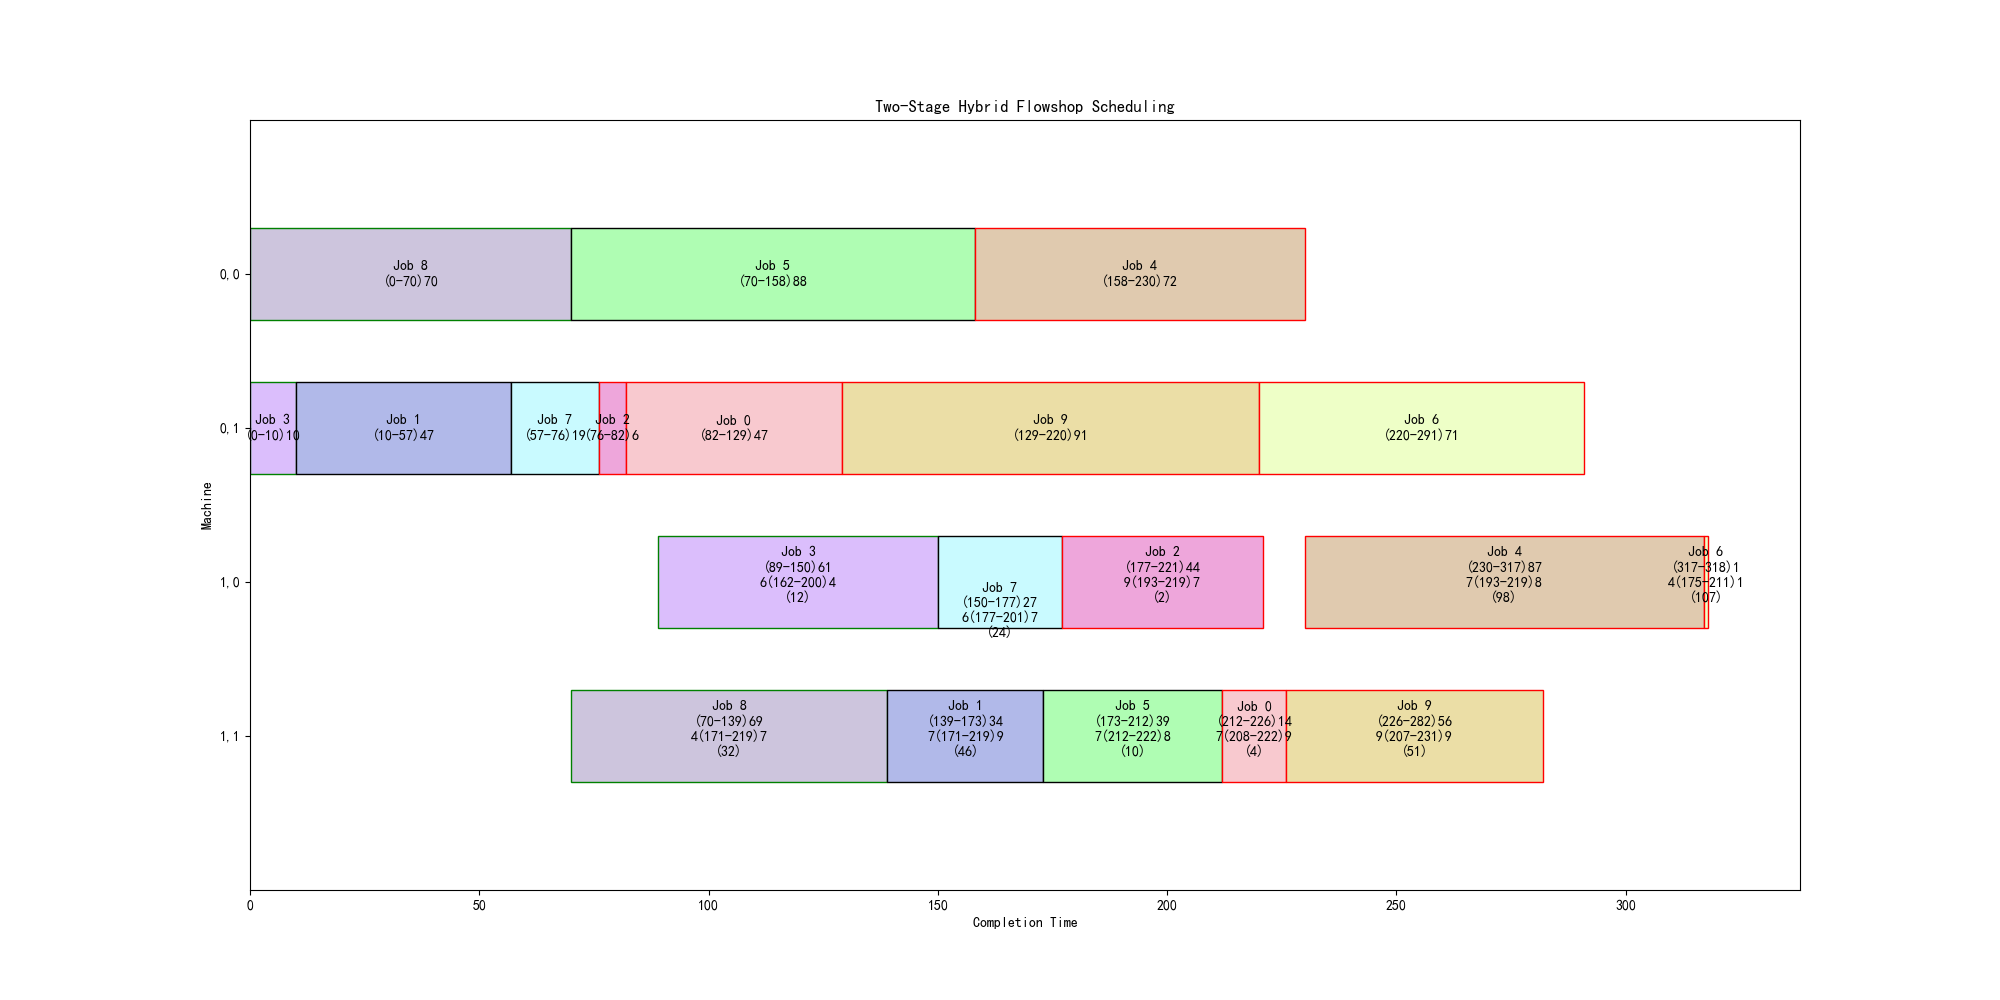 Two-Stage Hybrid Flowshop Scheduling
Machine
0,0
Job 8
(0-70)70
Job 5
(70-158)88
Job 4
(158-230)72
0,1
Job 3
(0-10)10
Job 1
(10-57)47
Job 7
(57-76)19
Job 2
(76-82)6
Job 0
(82-129)47
Job 9
(129-220)91
Job 6
(220-291)71
1,0
Job 3
(89-150)61
6(162-200)4
(12)
Job 7
(150-177)27
6(177-201)7
(24)
Job 2
(177-221)44
9(193-219)7
(2)
Job 4
(230-317)87
7(193-219)8
(98)
Job 6
(317-318)1
4(175-211)1
(107)
1,1
Job 8
(70-139)69
4(171-219)7
(32)
Job 1
(139-173)34
7(171-219)9
(46)
Job 5
(173-212)39
7(212-222)8
(10)
Job 0
(212-226)14
7(208-222)9
(4)
Job 9
(226-282)56
9(207-231)9
(51)
0 50 100 150 200 250 300
Completion Time